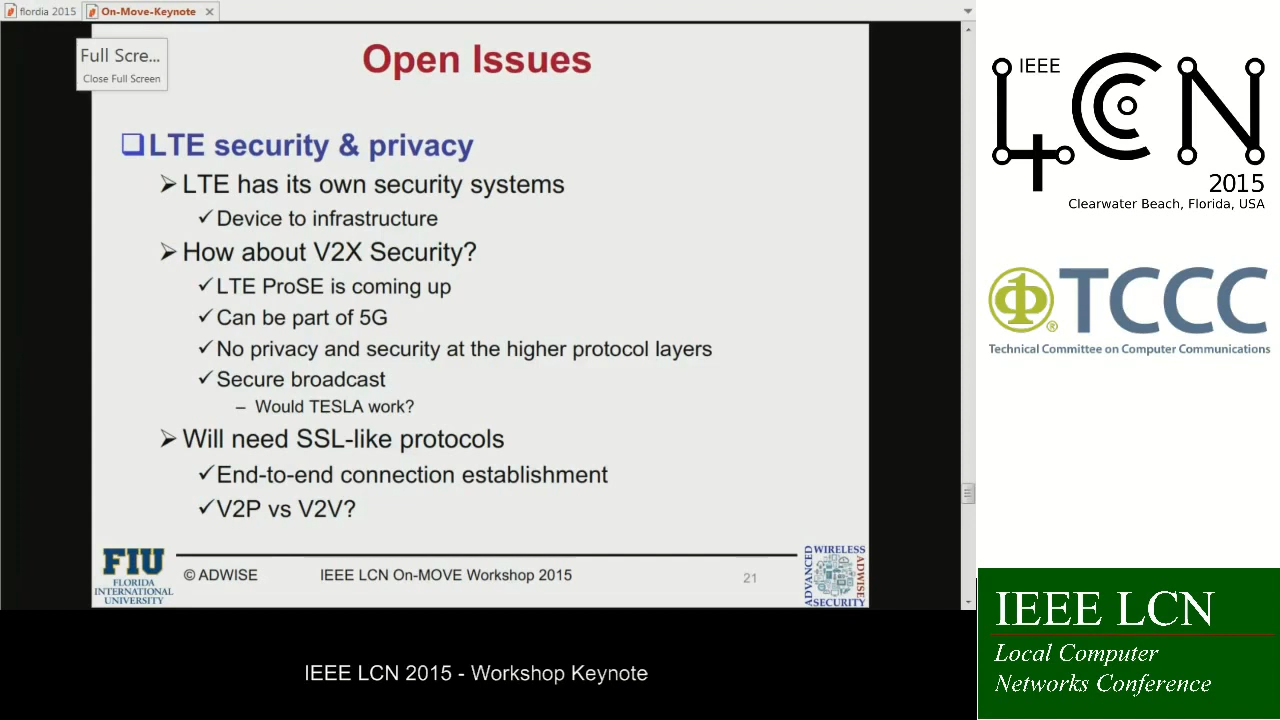 flordia 2015
On-Move-Keynote
Full Scre...
Close Full Screen
Open Issues
LTE security & privacy
LTE has its own security systems
Device to infrastructure
How about V2X Security?
LTE ProSE is coming up
Can be part of 5G
No privacy and security at the higher protocol layers
Secure broadcast
– Would TESLA work?
Will need SSL-like protocols
End-to-end connection establishment
V2P vs V2V?
FIU
FLORIDA
INTERNATIONAL
UNIVERSITY
© ADWISE
IEEE LCN On-MOVE Workshop 2015
21
ADVANCED
WIRELESS
ADWISE
SECURITY
IEEE LCN 2015 - Workshop Keynote
IEEE
L4CN
2015
Clearwater Beach, Florida, USA
TCCC
Technical Committee on Computer Communications
IEEE LCN
Local Computer
Networks Conference